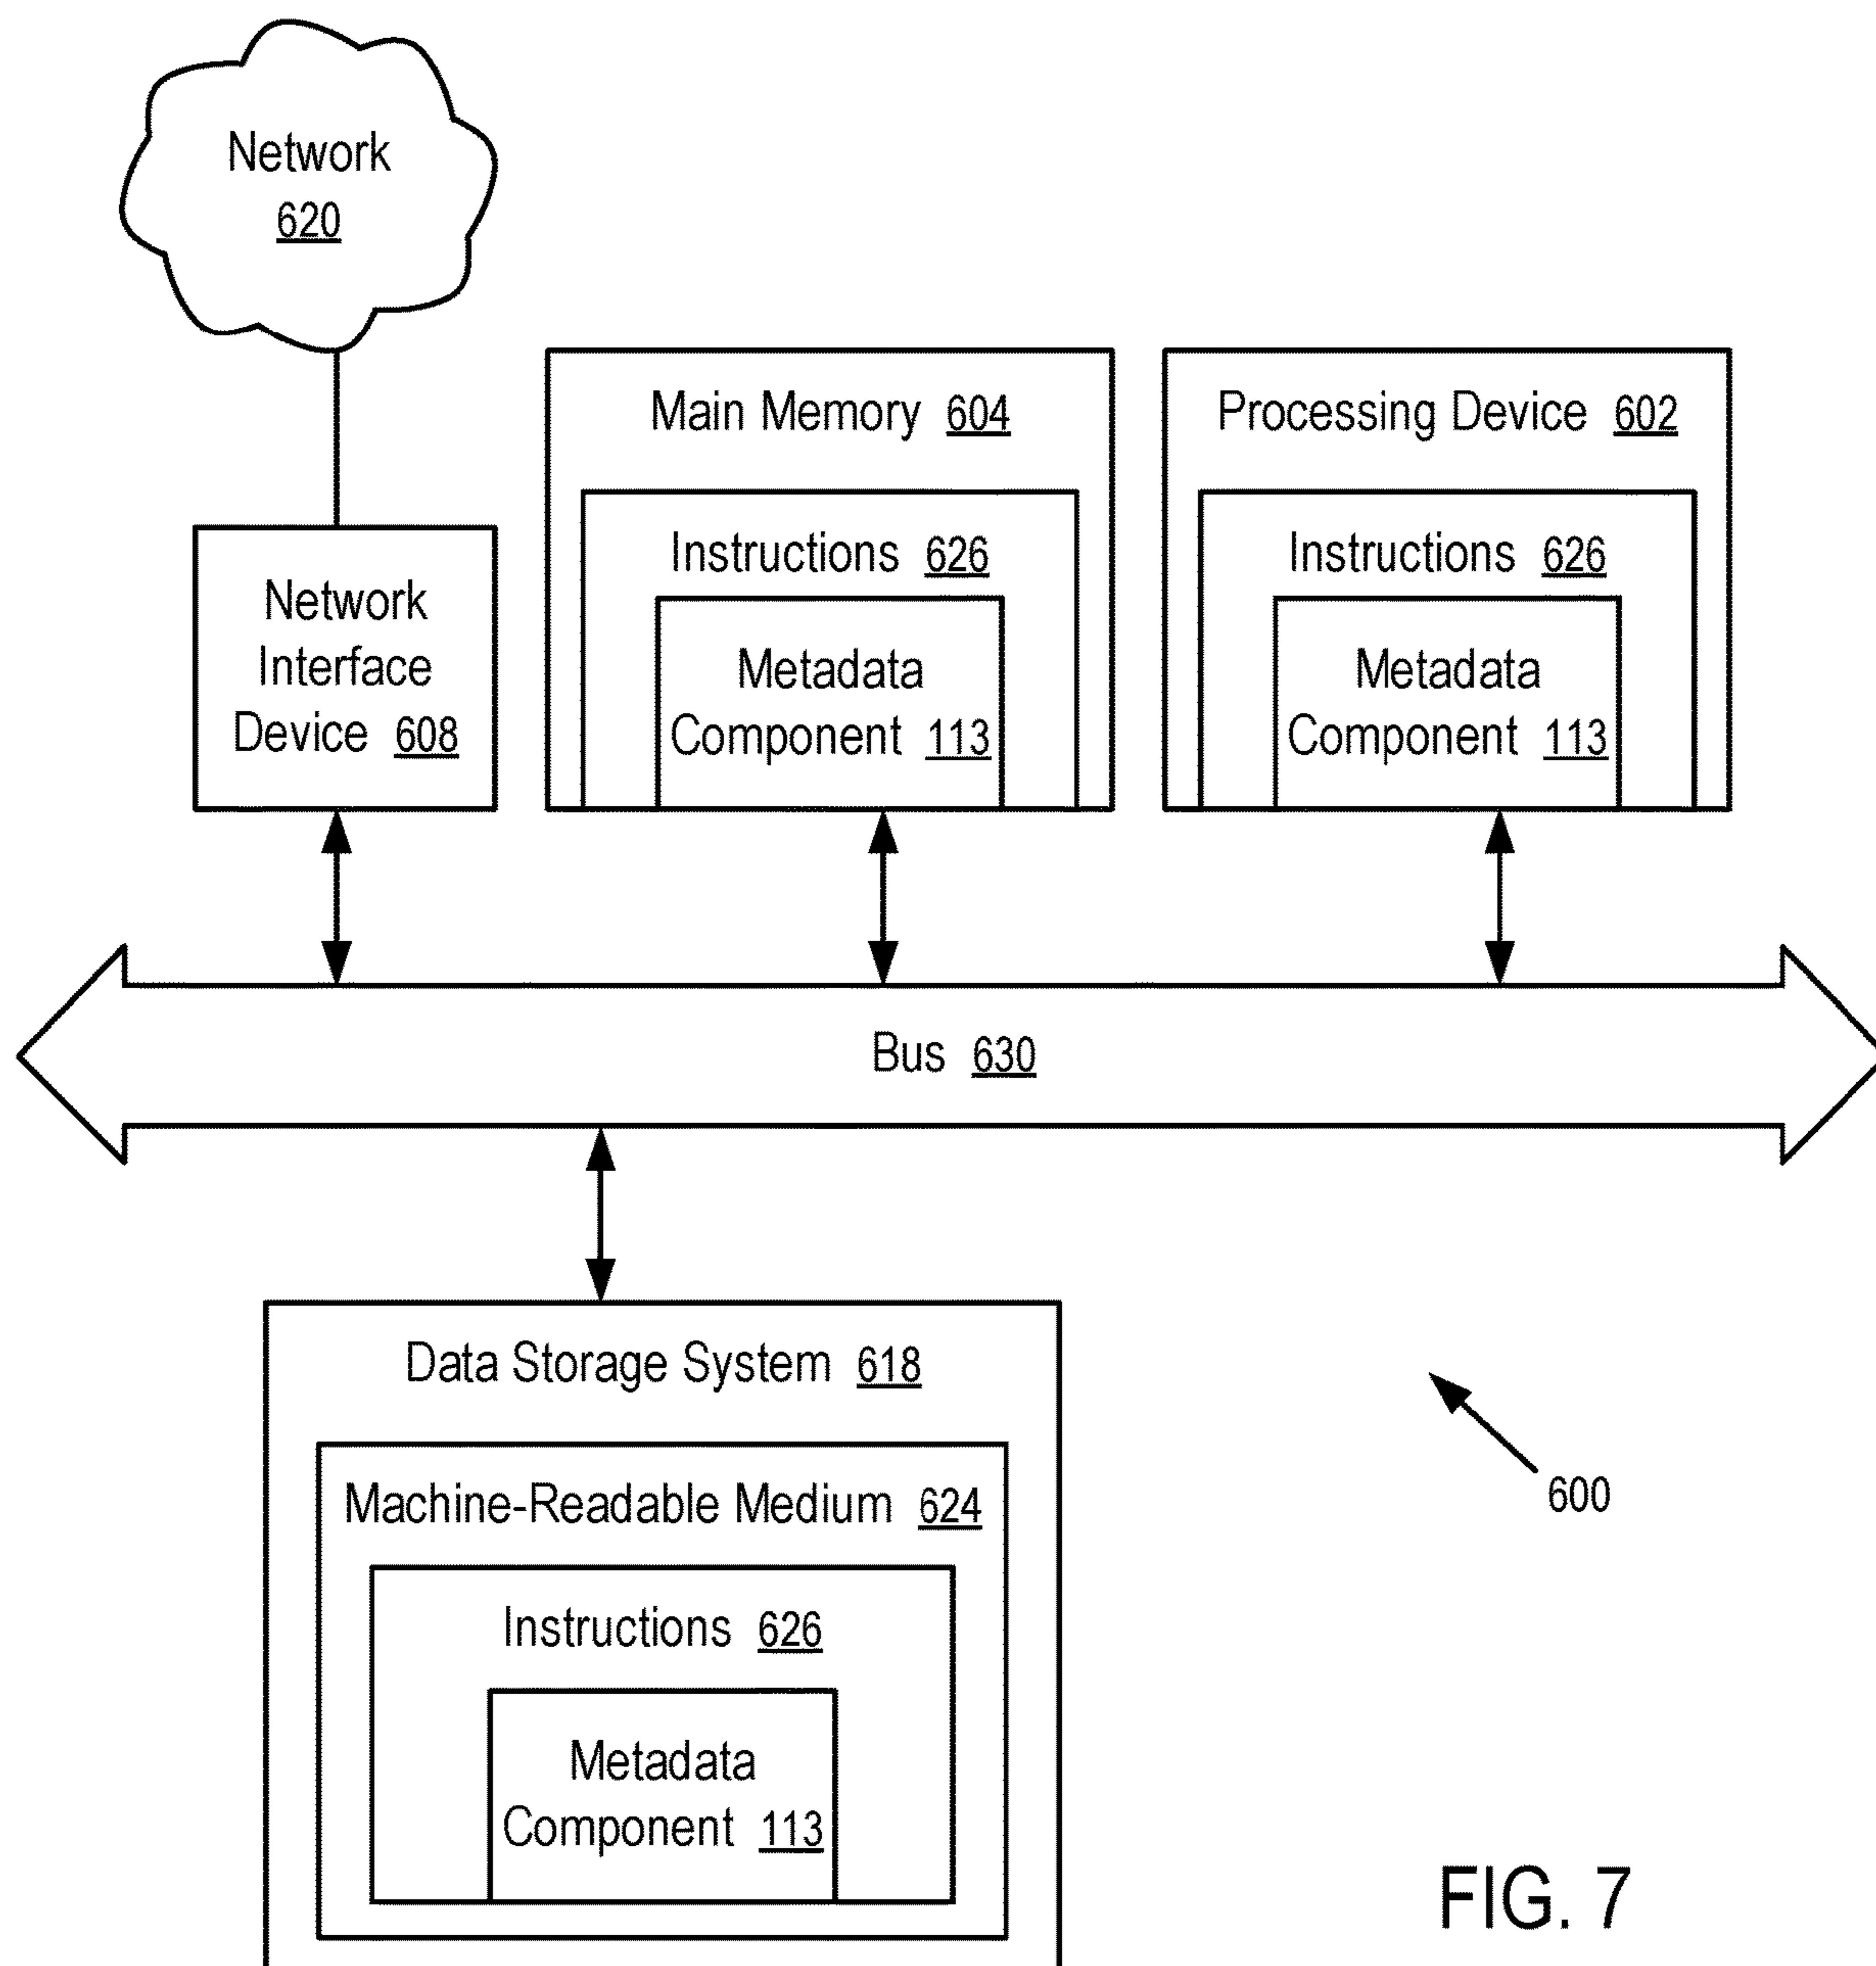 Network
620
Main Memory 604
Processing Device 602
Instructions 626
Instructions 626
Network
Interface
Device 608
Metadata
Component 113
Metadata
Component 113
Bus 630
Data Storage System 618
Machine-Readable Medium 624
Instructions 626
Metadata
Component 113
600
FIG. 7